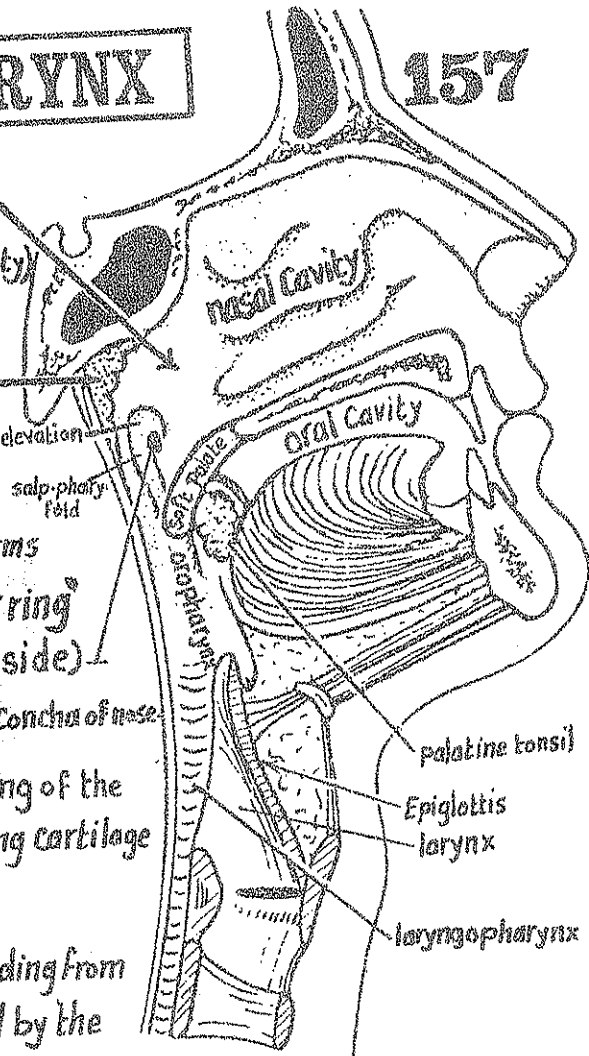 RYNX
157
ty)
nasal cavity
oral cavity
elevation
soft palate
salp-phary
fold
ms
oropharynx
ring
side)
concha of nose
palatine tonsil
ng of the
Epiglottis
ng cartilage
larynx
laryngopharynx
ding from
by the